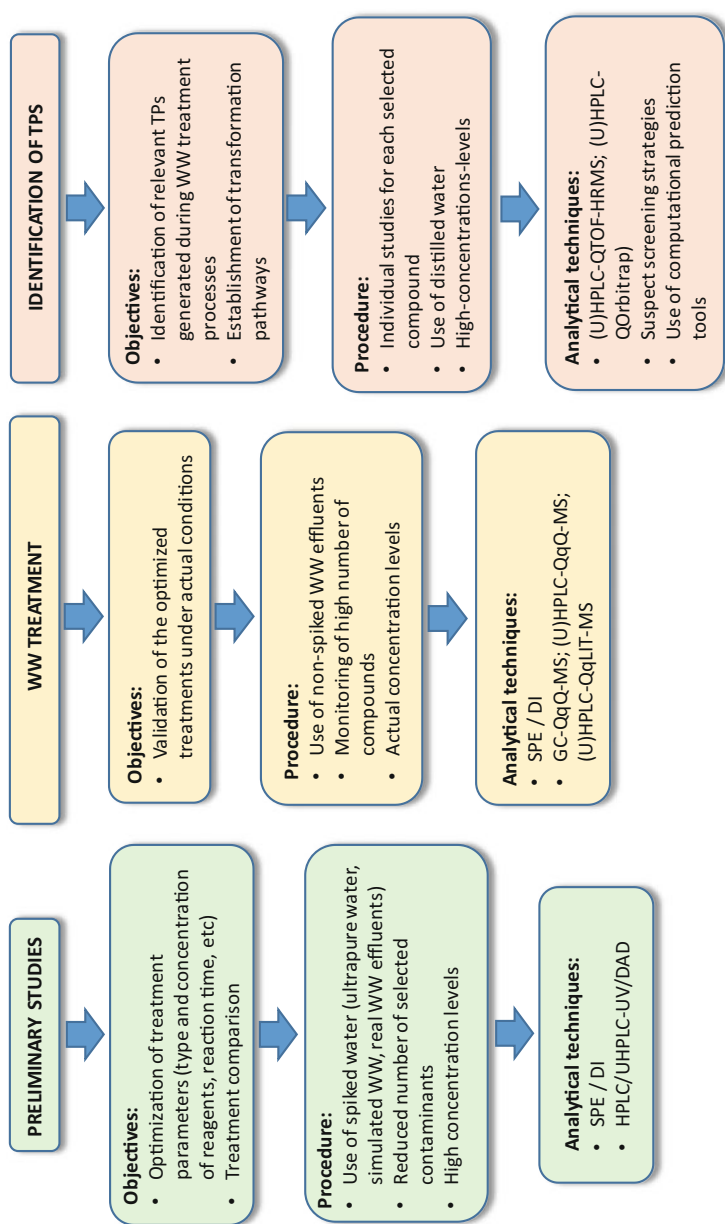 PRELIMINARY STUDIES
Objectives:
• Optimization of treatment
parameters (type and concentration
of reagents, reaction time, etc)
• Treatment comparison
Procedure:
• Use of spiked water (ultrapure water,
simulated WW, real WW effluents)
• Reduced number of selected
contaminants
• High concentration levels
Analytical techniques:
• SPE / DI
• HPLC/UHPLC-UV/DAD
WW TREATMENT
Objectives:
• Validation of the optimized
treatments under actual conditions
Procedure:
• Use of non-spiked WW effluents
• Monitoring of high number of
compounds
• Actual concentration levels
Analytical techniques:
• SPE / DI
• GC-QqQ-MS; (U)HPLC-QqQ-MS;
(U)HPLC-QqLIT-MS
IDENTIFICATION OF TPS
Objectives:
• Identification of relevant TPs
generated during WW treatment
processes
• Establishment of transformation
pathways
Procedure:
• Individual studies for each selected
compound
• Use of distilled water
• High-concentrations-levels
Analytical techniques:
• (U)HPLC-QTOF-HRMS; (U)HPLC-
QOrbitrap)
• Suspect screening strategies
• Use of computational prediction
tools